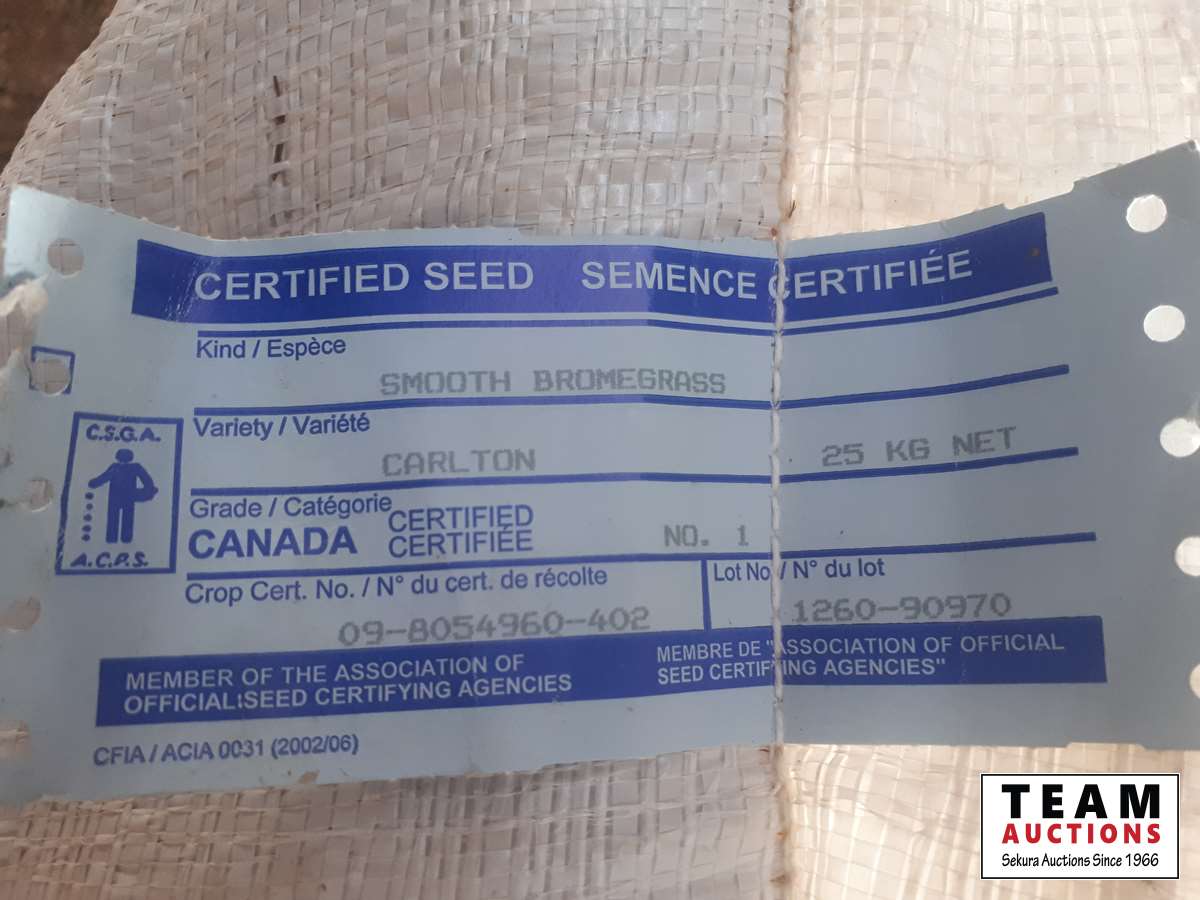 CERTIFIED SEED SEMENCE CERTIFIÉE
Kind / Espèce
SMOOTH BROMEGRASS
Variety / Variété
CARLTON 25 KG NET
Grade / Catégorie
CANADA CERTIFIED CERTIFIÉE NO. 1
C.S.G.A.
A.C.P.S.
Crop Cert. No. / N° du cert. de récolte
09-8054960-402
Lot No / N° du lot
1260-90970
MEMBER OF THE ASSOCIATION OF
OFFICIAL SEED CERTIFYING AGENCIES
MEMBRE DE "ASSOCIATION OF OFFICIAL
SEED CERTIFYING AGENCIES"
CFIA / ACIA 0031 (2002/06)
TEAM
AUCTIONS
Sekura Auctions Since 1966